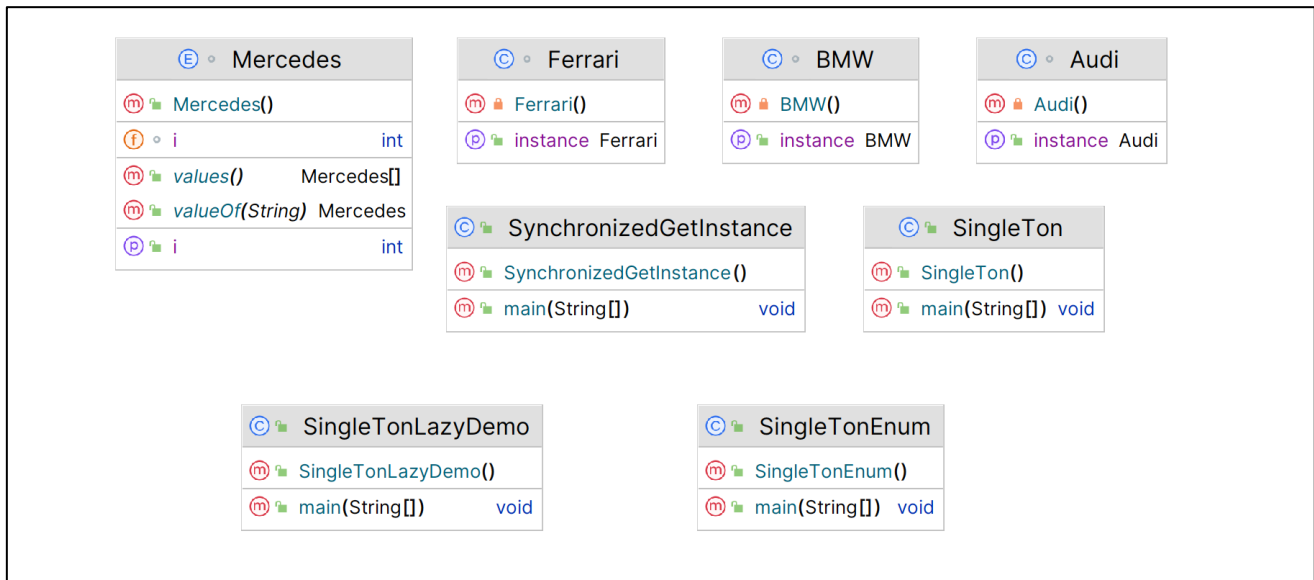 E Mercedes
m Mercedes()
f i int
m values() Mercedes[]
m valueOf(String) Mercedes
p i int
C Ferrari
m Ferrari()
p instance Ferrari
C BMW
m BMW()
p instance BMW
C Audi
m Audi()
p instance Audi
C SynchronizedGetInstance
m SynchronizedGetInstance()
m main(String[]) void
C SingleTon
m SingleTon()
m main(String[]) void
C SingleTonLazyDemo
m SingleTonLazyDemo()
m main(String[]) void
C SingleTonEnum
m SingleTonEnum()
m main(String[]) void